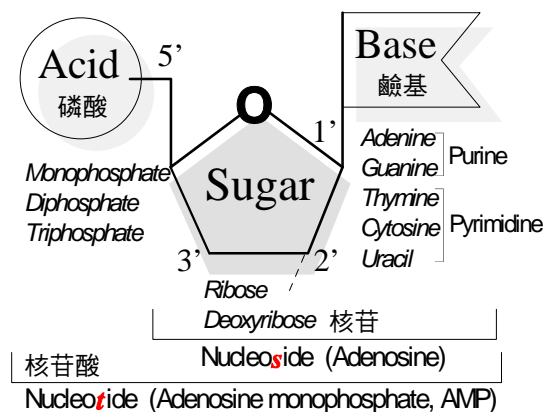 5’
Acid
磷酸
Base
鹼基
O
1’
Sugar
Monophosphate
Diphosphate
Triphosphate
Adenine
Guanine
Purine
Thymine
Cytosine
Uracil
Pyrimidine
3’
2’
Ribose
Deoxyribose 核苷
Nucleoside (Adenosine)
核苷酸
Nucleotide (Adenosine monophosphate, AMP)